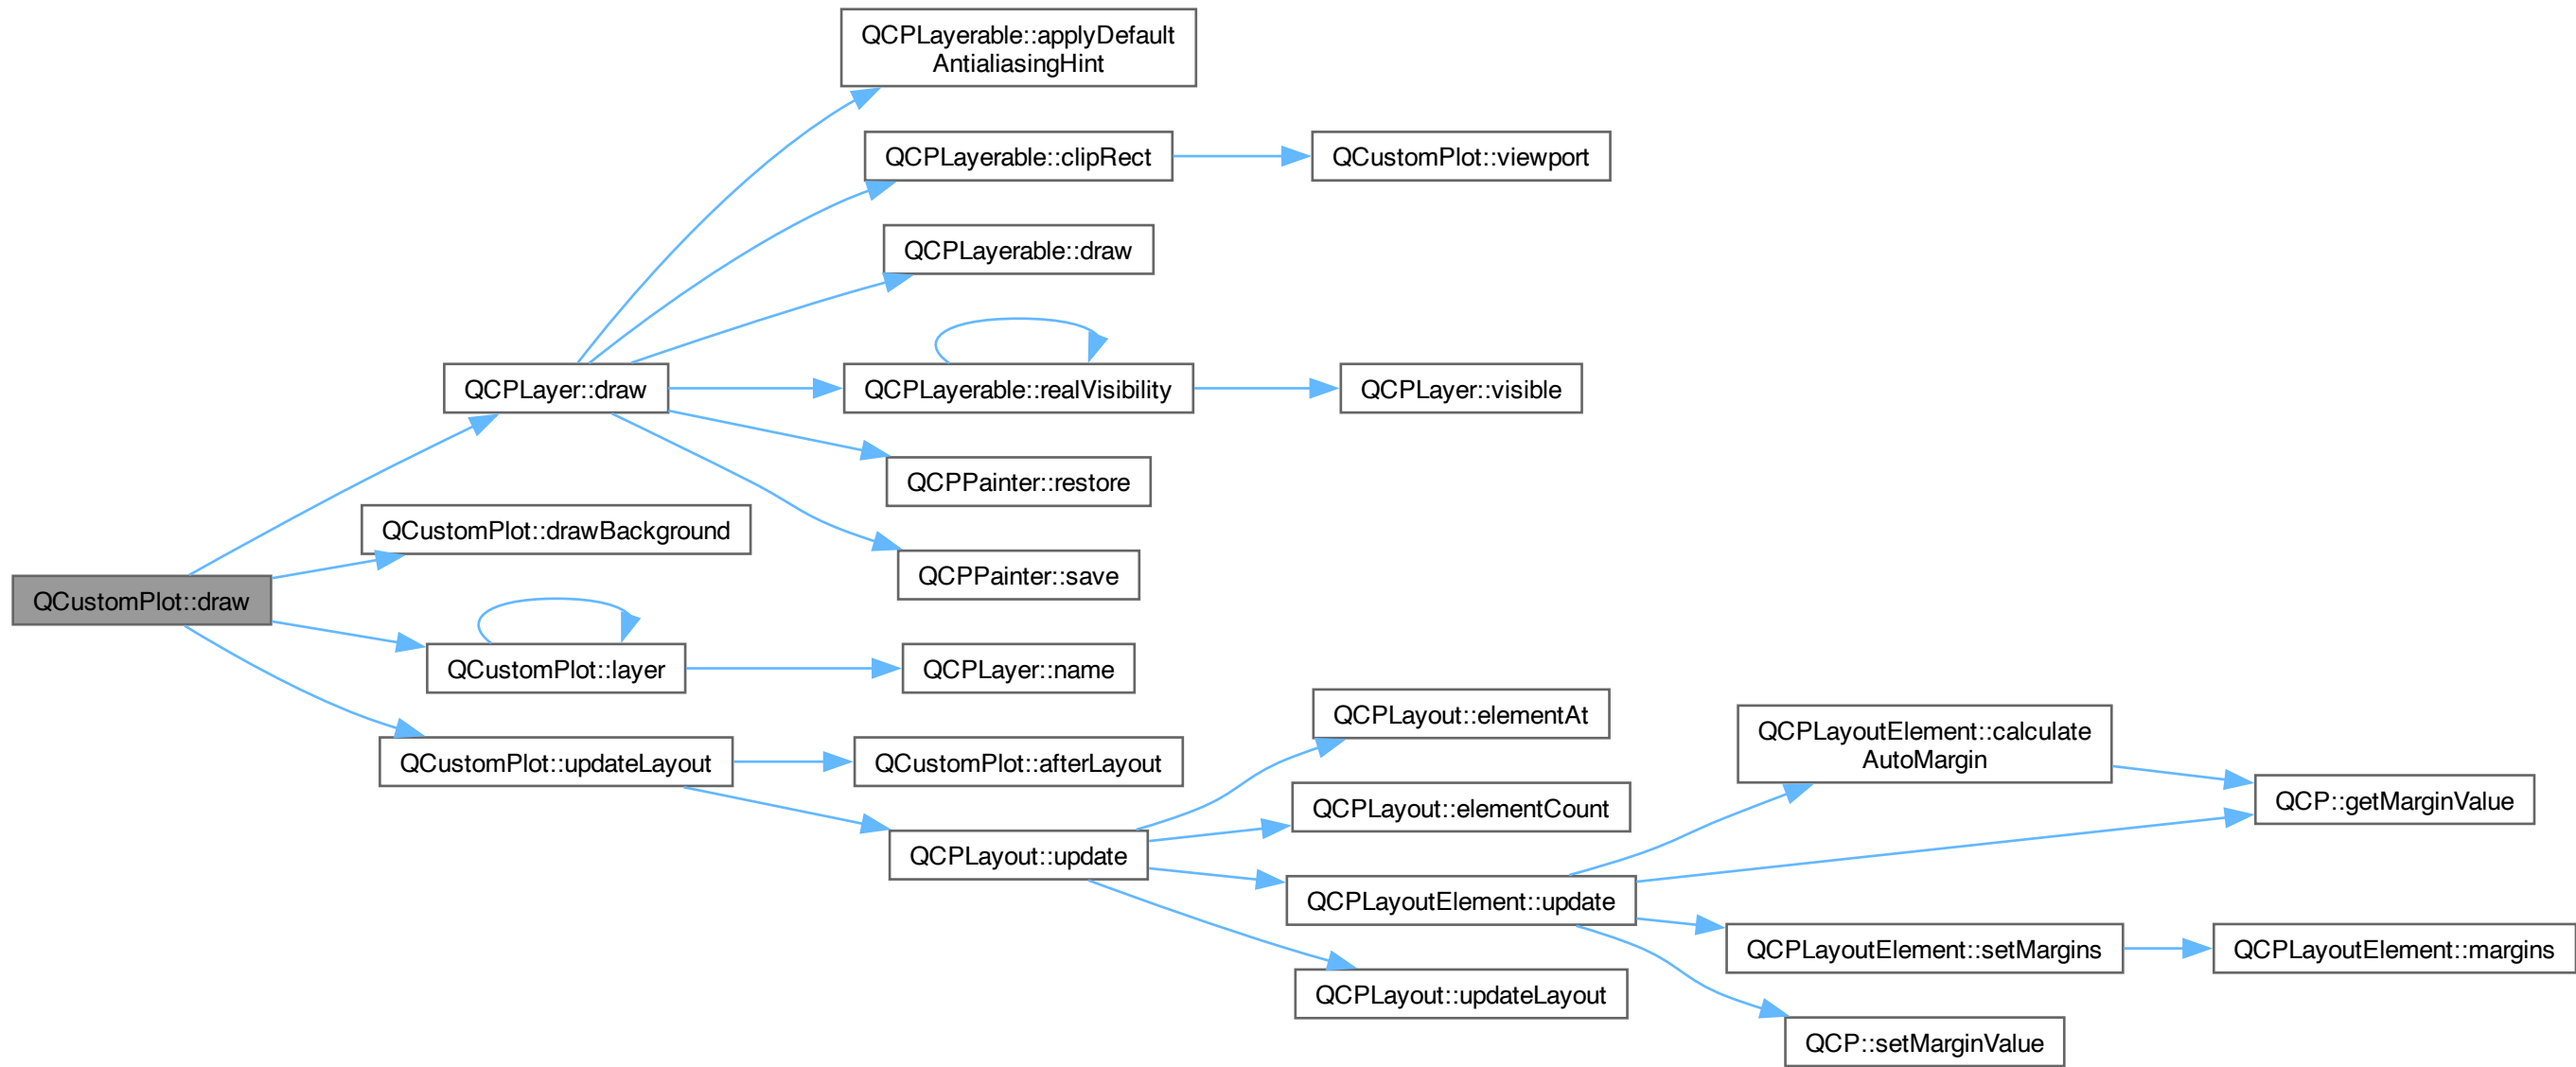 QCPLayerable::applyDefault
AntialiasingHint
QCPLayerable::clipRect
QCustomPlot::viewport
QCPLayerable::draw
QCPLayer::draw
QCPLayerable::realVisibility
QCPLayer::visible
QCPPainter::restore
QCustomPlot::drawBackground
QCPPainter::save
QCustomPlot::draw
QCustomPlot::layer
QCPLayer::name
QCustomPlot::updateLayout
QCustomPlot::afterLayout
QCPLayout::elementAt
QCPLayoutElement::calculate
AutoMargin
QCPLayout::elementCount
QCP::getMarginValue
QCPLayout::update
QCPLayoutElement::update
QCPLayoutElement::setMargins
QCPLayoutElement::margins
QCPLayout::updateLayout
QCP::setMarginValue